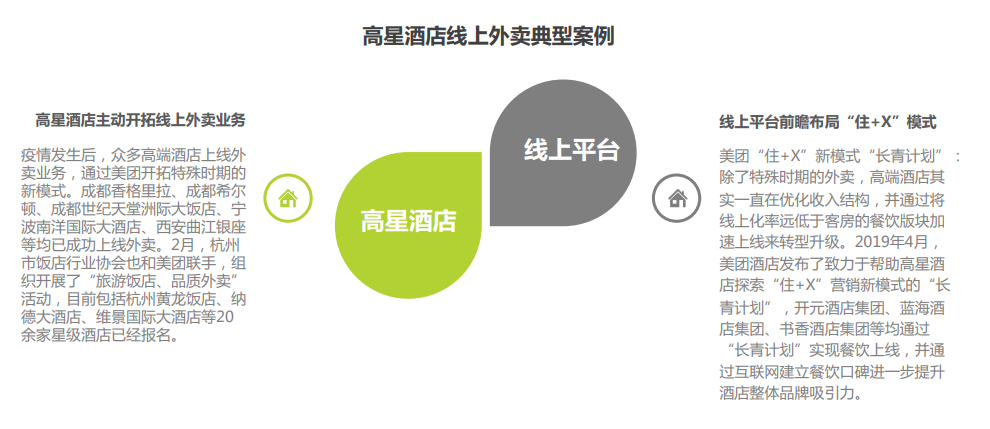 高星酒店线上外卖典型案例
高星酒店主动开拓线上外卖业务
疫情发生后，众多高端酒店上线外
卖业务，通过美团开拓特殊时期的
新模式。成都香格里拉、成都希尔
顿、成都世纪天堂洲际大饭店、宁
波南洋国际大酒店、西安曲江银座
等均已成功上线外卖。2月，杭州
市饭店行业协会也和美团联手，组
织开展了“旅游饭店、品质外卖”
活动，目前包括杭州黄龙饭店、纳
德大酒店、维景国际大酒店等20
余家星级酒店已经报名。
高星酒店
线上平台
线上平台前瞻布局“住+X”模式
美团“住+X”新模式“长青计划”：
除了特殊时期的外卖，高端酒店其
实一直在优化收入结构，并通过将
线上化率远低于客房的餐饮版块加
速上线来转型升级。2019年4月，
美团酒店发布了致力于帮助高星酒
店探索“住+X”营销新模式的“长
青计划”，开元酒店集团、蓝海酒
店集团、书香酒店集团等均通过
“长青计划”实现餐饮上线，并通
过互联网建立餐饮口碑进一步提升
酒店整体品牌吸引力。